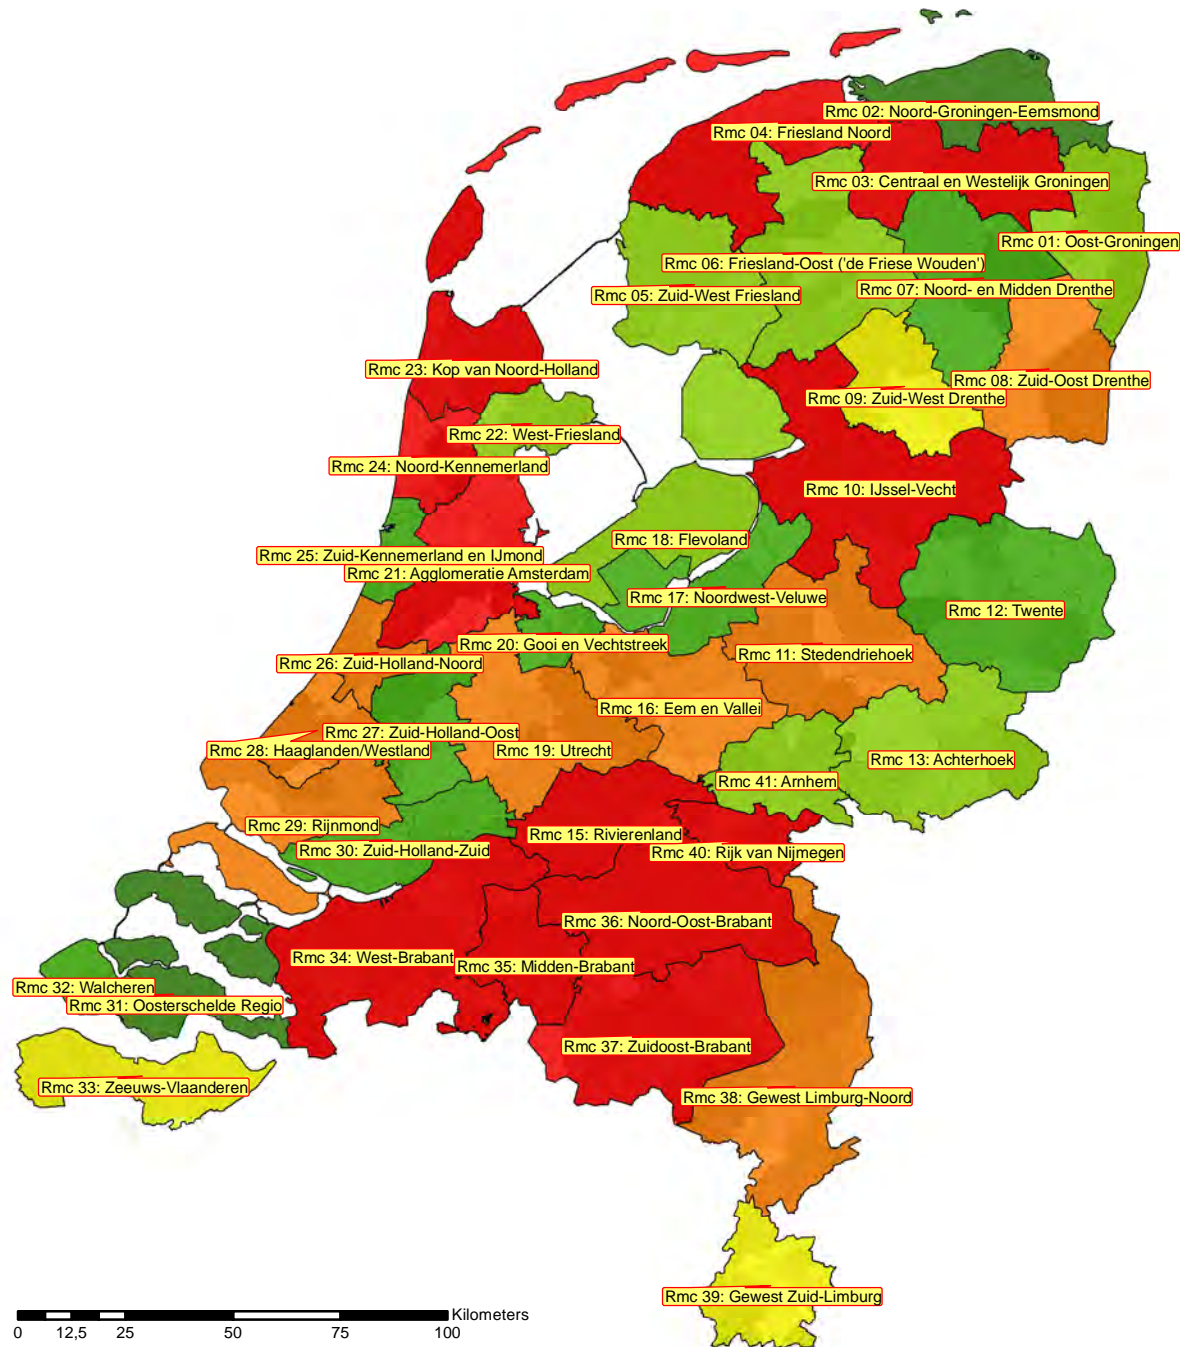 Rmc 02: Noord-Groningen-Eemsmond
Rmc 04: Friesland Noord
Rmc 03: Centraal en Westelijk Groningen
Rmc 01: Oost-Groningen
Rmc 06: Friesland-Oost ('de Friese Wouden')
Rmc 07: Noord- en Midden Drenthe
Rmc 05: Zuid-West Friesland
Rmc 23: Kop van Noord-Holland
Rmc 08: Zuid-Oost Drenthe
Rmc 09: Zuid-West Drenthe
Rmc 22: West-Friesland
Rmc 24: Noord-Kennemerland
Rmc 10: IJssel-Vecht
Rmc 18: Flevoland
Rmc 25: Zuid-Kennemerland en IJmond
Rmc 21: Agglomeratie Amsterdam
Rmc 17: Noordwest-Veluwe
Rmc 12: Twente
Rmc 20: Gooi en Vechtstreek
Rmc 11: Stedendriehoek
Rmc 26: Zuid-Holland-Noord
Rmc 16: Eem en Vallei
Rmc 27: Zuid-Holland-Oost
Rmc 28: Haaglanden/Westland
Rmc 19: Utrecht
Rmc 13: Achterhoek
Rmc 41: Arnhem
Rmc 29: Rijnmond
Rmc 15: Rivierenland
Rmc 30: Zuid-Holland-Zuid
Rmc 40: Rijk van Nijmegen
Rmc 36: Noord-Oost-Brabant
Rmc 34: West-Brabant
Rmc 35: Midden-Brabant
Rmc 32: Walcheren
Rmc 31: Oosterschelde Regio
Rmc 37: Zuidoost-Brabant
Rmc 33: Zeeuws-Vlaanderen
Rmc 38: Gewest Limburg-Noord
Rmc 39: Gewest Zuid-Limburg
Kilometers
0 12,5 25 50 75 100